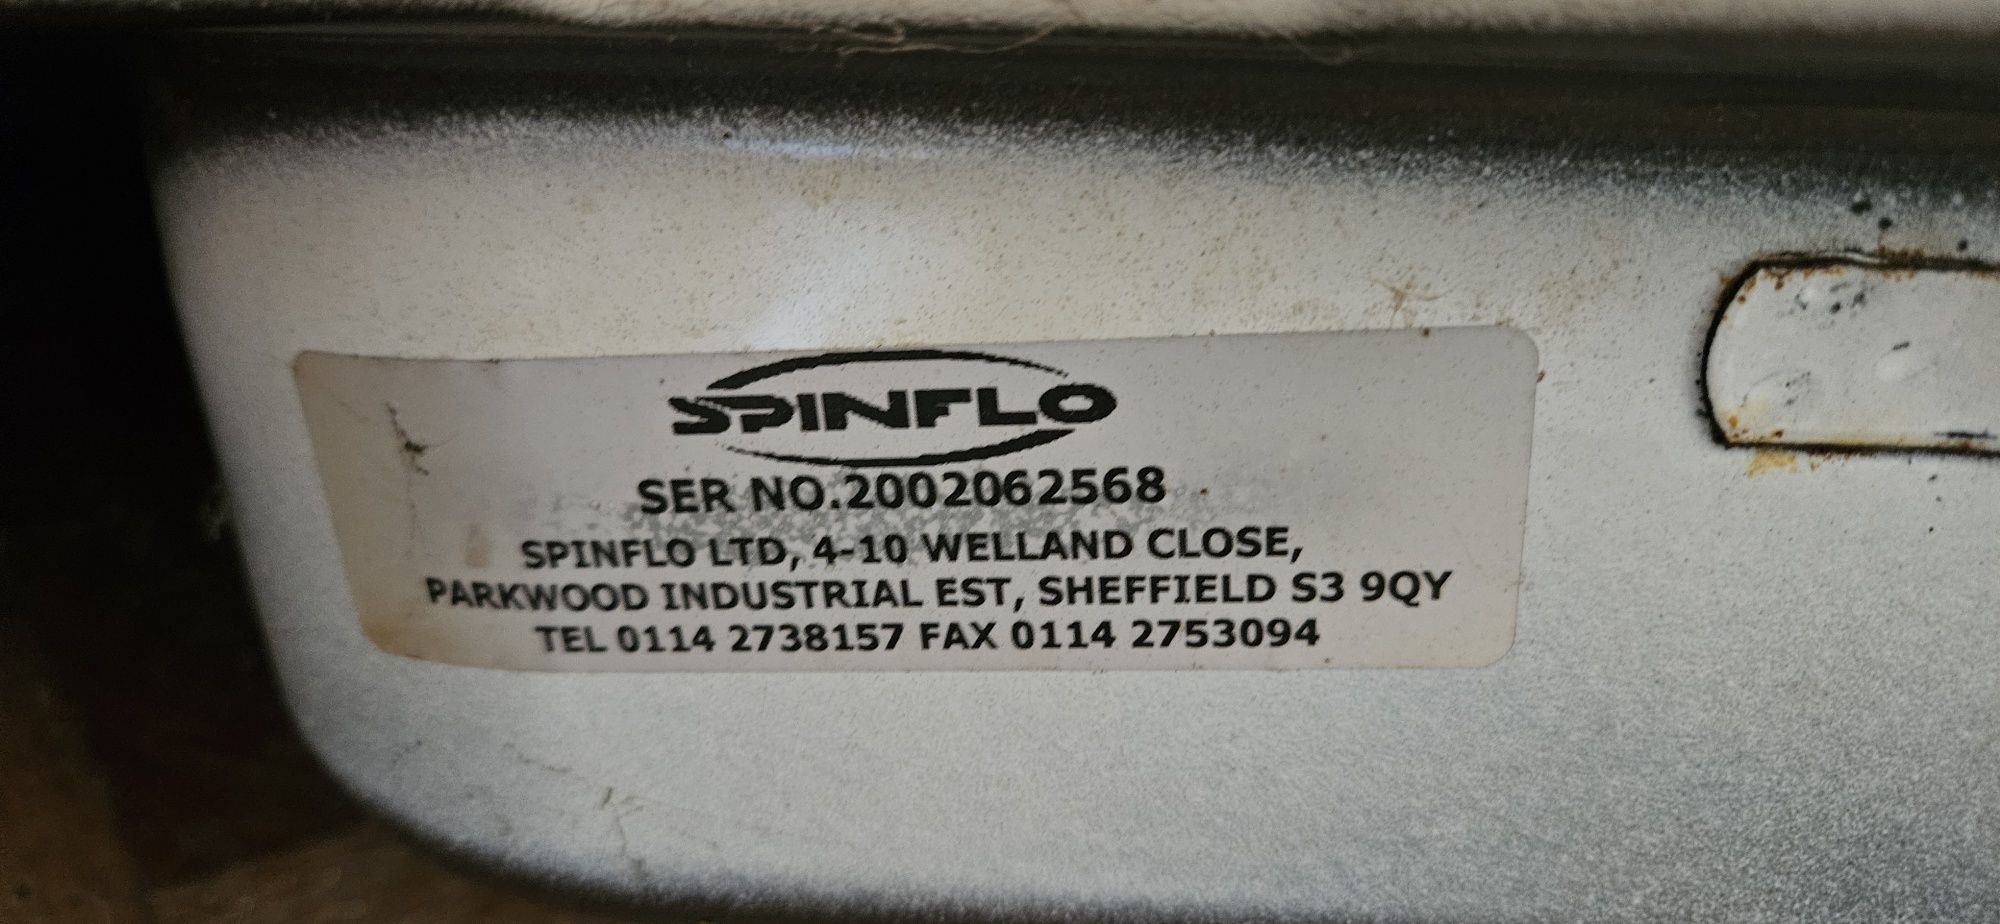 SPINFLO
SER NO.2002062568
SPINFLO LTD, 4-10 WELLAND CLOSE,
PARKWOOD INDUSTRIAL EST, SHEFFIELD S3 9QY
TEL 0114 2738157 FAX 0114 2753094